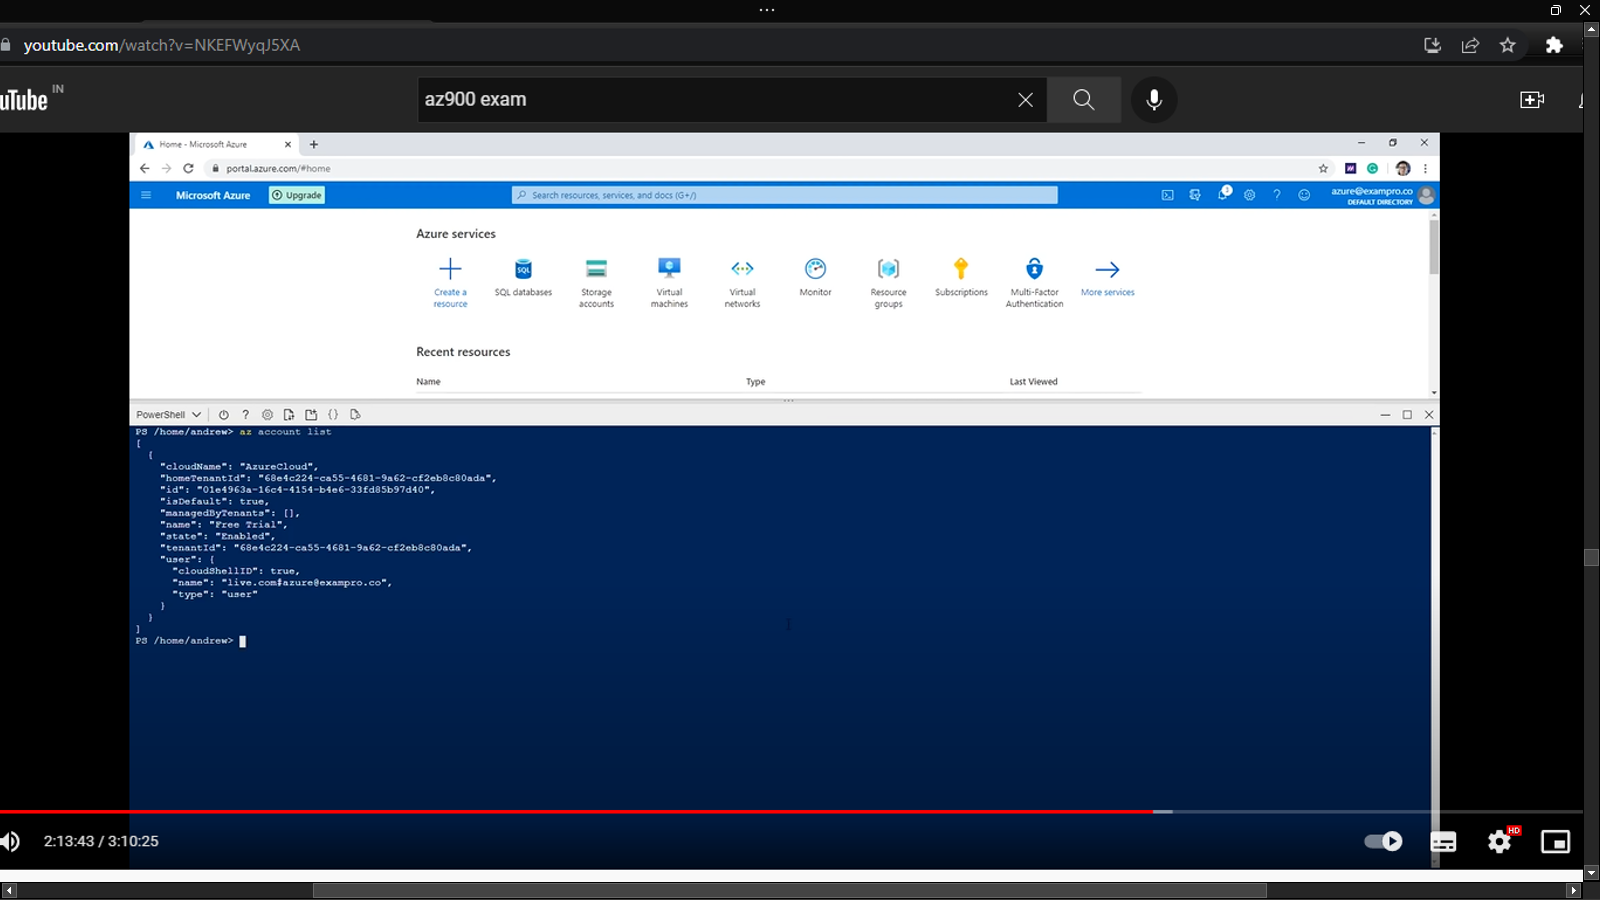 youtube.com/watch?v=NKEFWyqJ5XA
uTube IN
az900 exam
Home - Microsoft Azure
portal.azure.com/#home
Microsoft Azure
Upgrade
Search resources, services, and docs (G+/)
1
azure@exampro.co
DEFAULT DIRECTORY
Azure services
Create a resource
SQL
SQL databases
Storage accounts
Virtual machines
Virtual networks
Monitor
Resource groups
Subscriptions
Multi-Factor Authentication
More services
Recent resources
Name Type Last Viewed
PowerShell
PS /home/andrew> az account list
[
{
"cloudName": "AzureCloud",
"homeTenantId": "68e4c224-ca55-4681-9a62-cf2eb8c80ada",
"id": "01e4963a-16c4-4154-b4e6-33fd85b97d40",
"isDefault": true,
"managedByTenants": [],
"name": "Free Trial",
"state": "Enabled",
"tenantId": "68e4c224-ca55-4681-9a62-cf2eb8c80ada",
"user": {
"cloudShellID": true,
"name": "live.com#azure@exampro.co",
"type": "user"
}
}
]
PS /home/andrew>
2:13:43 / 3:10:25
HD